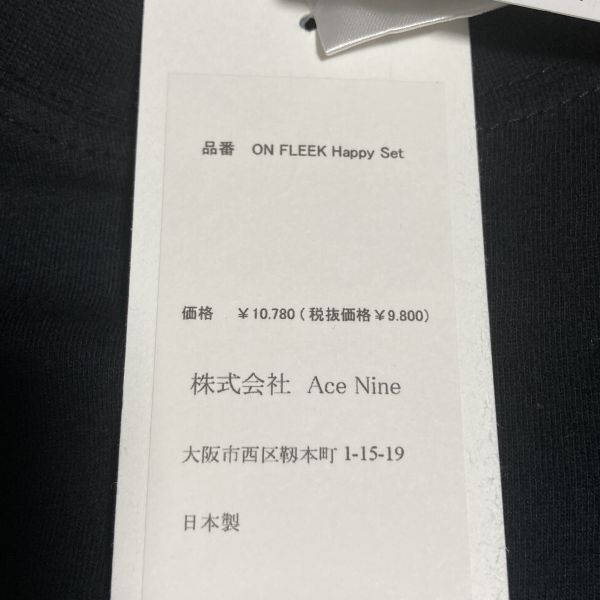 品番 ON FLEEK Happy Set
価格 ￥10.780 ( 税抜価格￥9.800)
株式会社 Ace Nine
大阪市西区靱本町 1-15-19
日本製